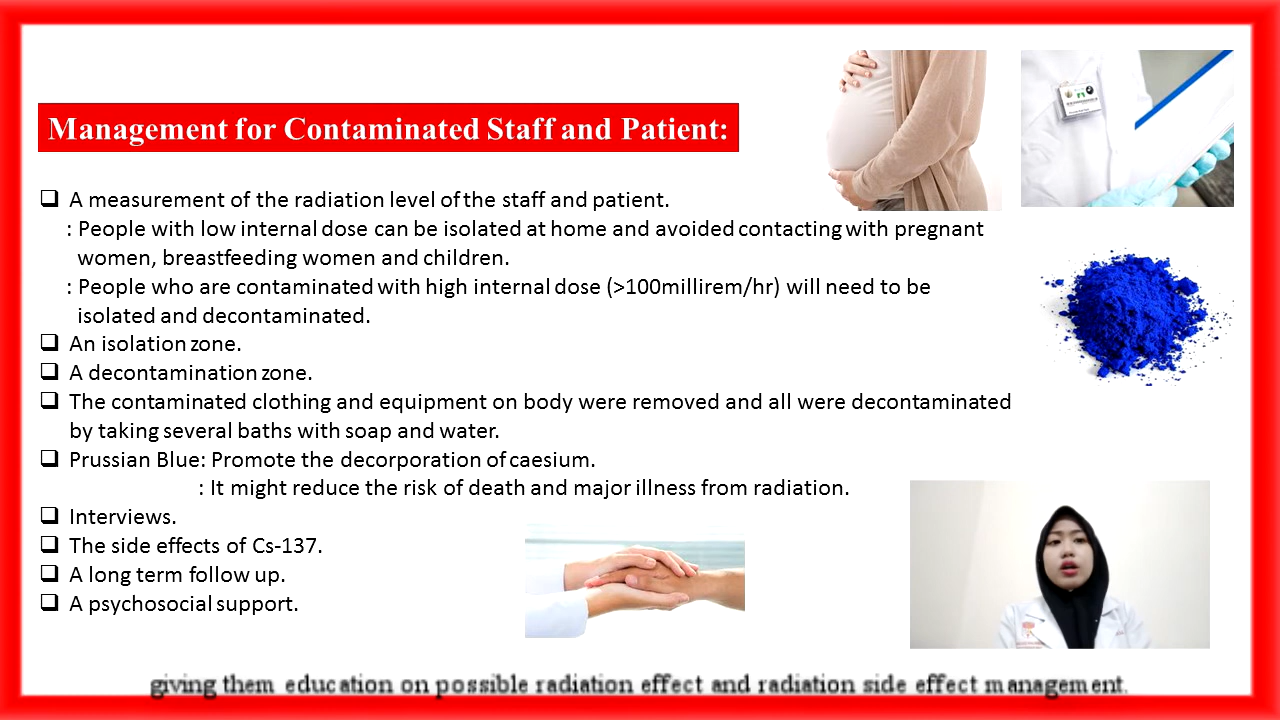 Management for Contaminated Staff and Patient:
❑ A measurement of the radiation level of the staff and patient.
: People with low internal dose can be isolated at home and avoided contacting with pregnant
women, breastfeeding women and children.
: People who are contaminated with high internal dose (>100millirem/hr) will need to be
isolated and decontaminated.
❑ An isolation zone.
❑ A decontamination zone.
❑ The contaminated clothing and equipment on body were removed and all were decontaminated
by taking several baths with soap and water.
❑ Prussian Blue: Promote the decorporation of caesium.
: It might reduce the risk of death and major illness from radiation.
❑ Interviews.
❑ The side effects of Cs-137.
❑ A long term follow up.
❑ A psychosocial support.
giving them education on possible radiation effect and radiation side effect management.